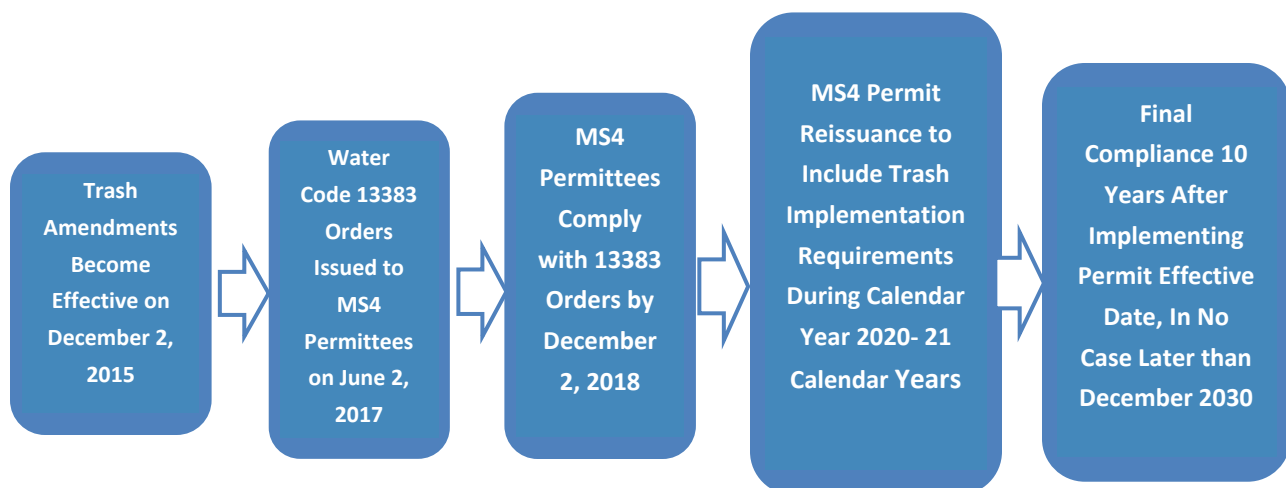 Trash
Amendments
Become
Effective on
December 2,
2015
Water
Code 13383
Orders
Issued to
MS4
Permittees
on June 2,
2017
MS4
Permittees
Comply
with 13383
Orders by
December
2, 2018
MS4 Permit
Reissuance to
Include Trash
Implementation
Requirements
During Calendar
Year 2020- 21
Calendar Years
Final
Compliance 10
Years After
Implementing
Permit Effective
Date, In No
Case Later than
December 2030